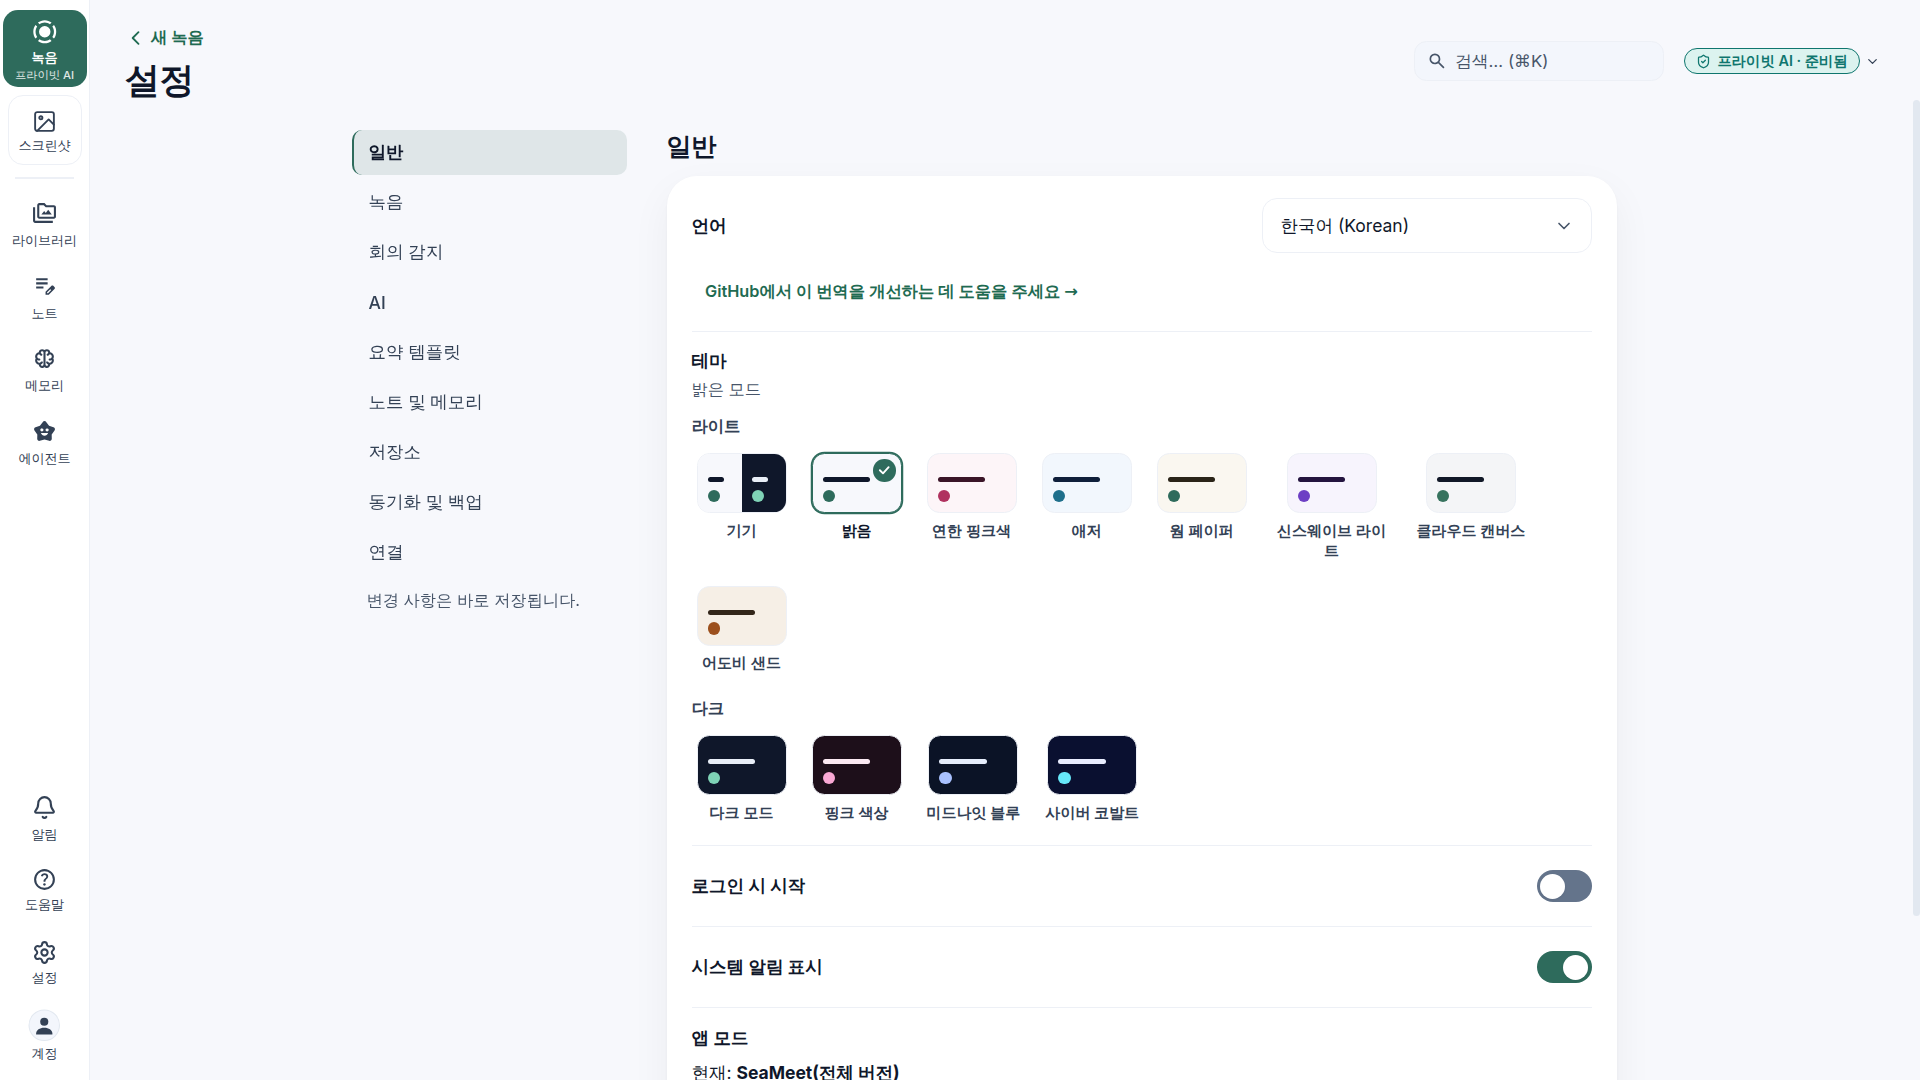 녹음
프라이빗 AI
스크린샷
라이브러리
노트
메모리
에이전트
알림
도움말
설정
계정
새 녹음
설정
검색... (⌘K)
프라이빗 AI · 준비됨
일반
녹음
회의 감지
AI
요약 템플릿
노트 및 메모리
저장소
동기화 및 백업
연결
변경 사항은 바로 저장됩니다.
일반
언어
한국어 (Korean)
GitHub에서 이 번역을 개선하는 데 도움을 주세요 →
테마
밝은 모드
라이트
기기
밝음
연한 핑크색
애저
웜 페이퍼
신스웨이브 라이
트
클라우드 캔버스
어도비 샌드
다크
다크 모드
핑크 색상
미드나잇 블루
사이버 코발트
로그인 시 시작
시스템 알림 표시
앱 모드
현재: SeaMeet(전체 버전)